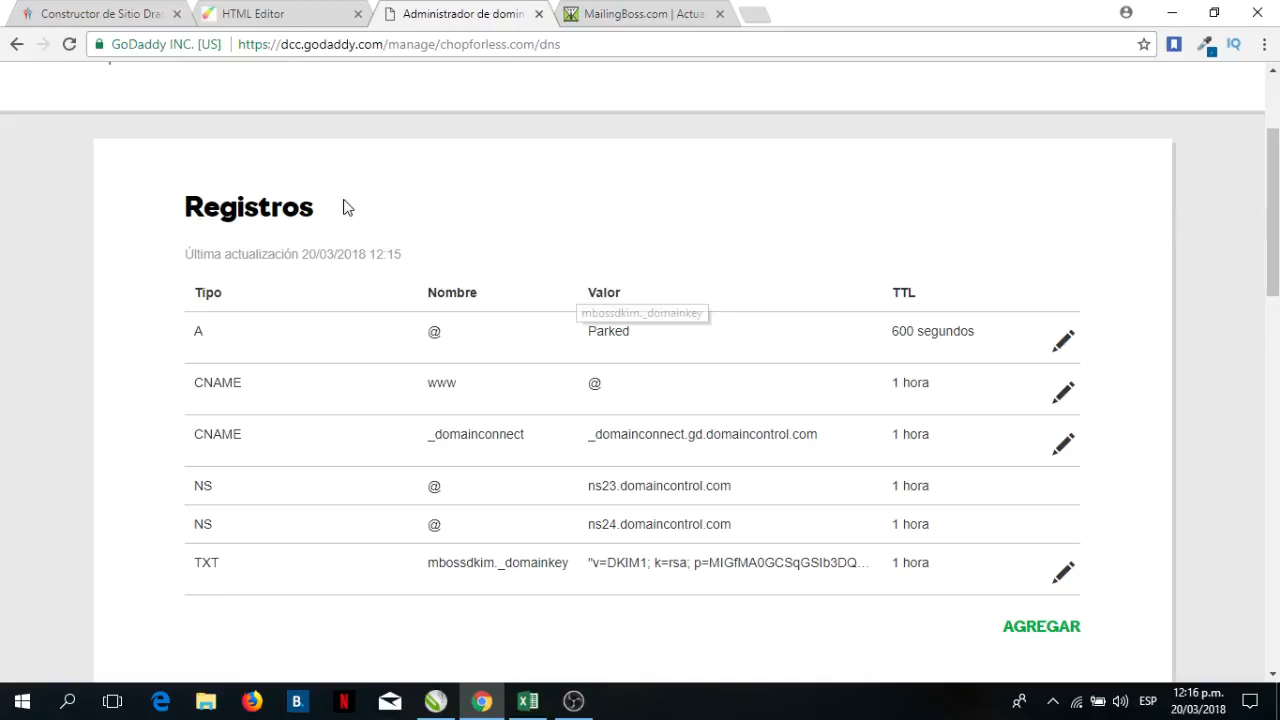 Constructor de Sitio Drac
HTML Editor
Administrador de domin
MailingBoss.com | Actua
GoDaddy INC. [US]
https://dcc.godaddy.com/manage/chopforless.com/dns
IQ
Registros
Última actualización 20/03/2018 12:15
Tipo Nombre Valor TTL
mbossdkim._domainkey
A @ Parked 600 segundos
CNAME www @ 1 hora
CNAME _domainconnect _domainconnect.gd.domaincontrol.com 1 hora
NS @ ns23.domaincontrol.com 1 hora
NS @ ns24.domaincontrol.com 1 hora
TXT mbossdkim._domainkey "v=DKIM1; k=rsa; p=MIGfMA0GCSqGSIb3DQ... 1 hora
AGREGAR
B. N ESP 12:16 p.m.
20/03/2018